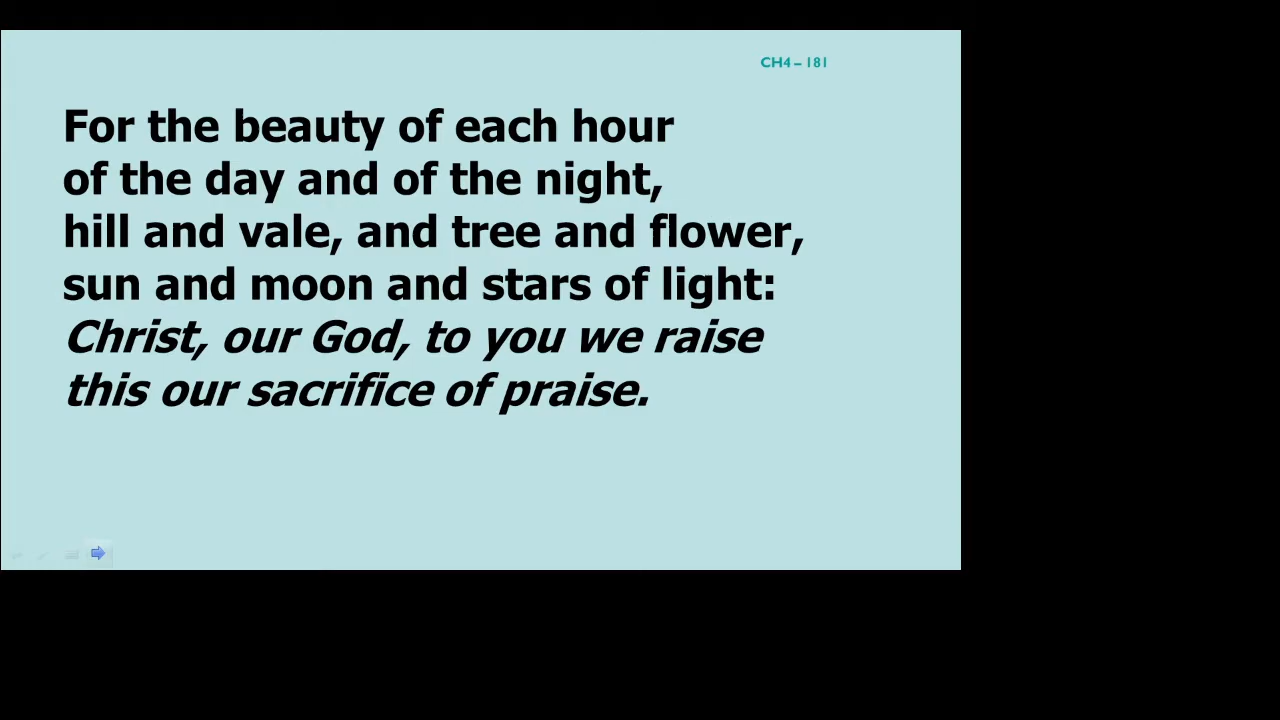 CH4 – 181
For the beauty of each hour
of the day and of the night,
hill and vale, and tree and flower,
sun and moon and stars of light:
Christ, our God, to you we raise
this our sacrifice of praise.